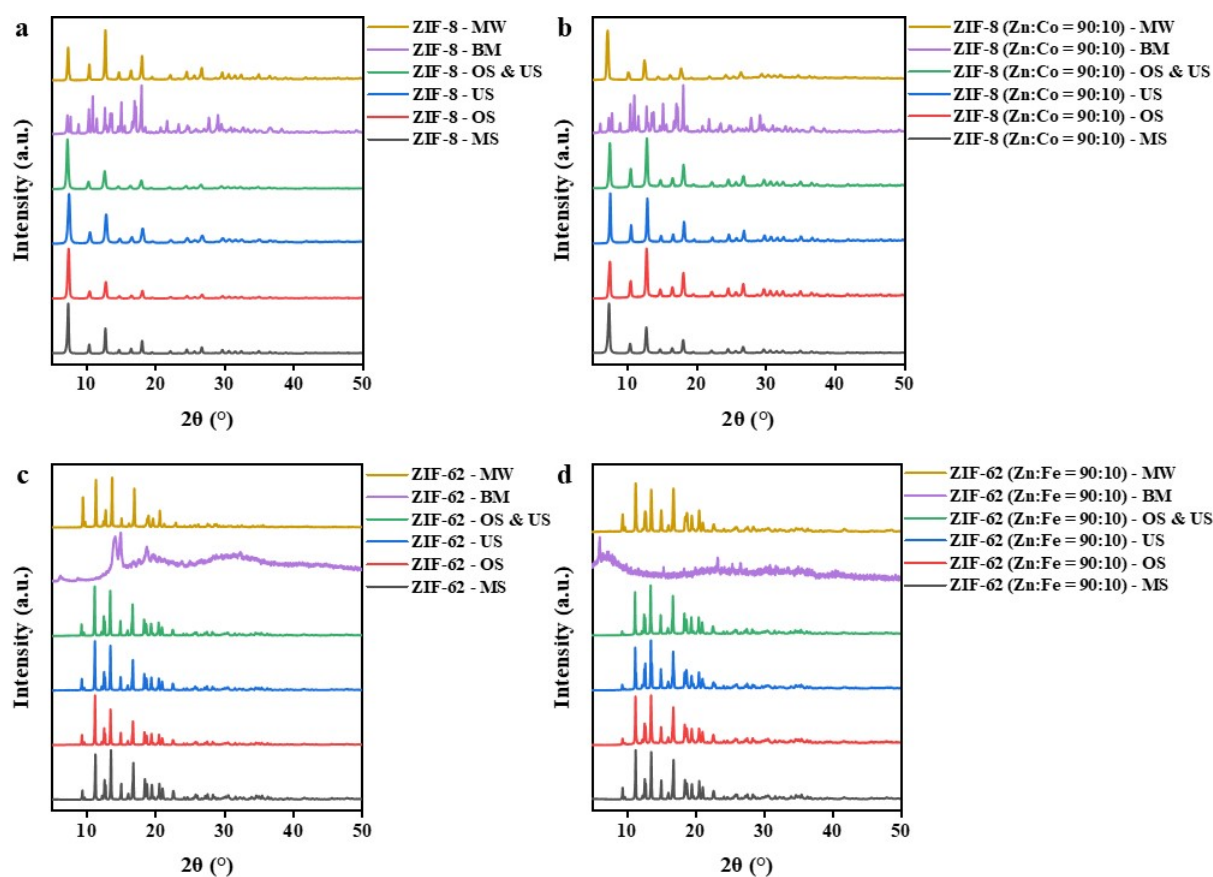 a
ZIF-8 - MW
ZIF-8 - BM
ZIF-8 - OS & US
ZIF-8 - US
ZIF-8 - OS
ZIF-8 - MS
Intensity (a.u.)
10 20 30 40 50
2θ (°)
b
ZIF-8 (Zn:Co = 90:10) - MW
ZIF-8 (Zn:Co = 90:10) - BM
ZIF-8 (Zn:Co = 90:10) - OS & US
ZIF-8 (Zn:Co = 90:10) - US
ZIF-8 (Zn:Co = 90:10) - OS
ZIF-8 (Zn:Co = 90:10) - MS
Intensity (a.u.)
10 20 30 40 50
2θ (°)
c
ZIF-62 - MW
ZIF-62 - BM
ZIF-62 - OS & US
ZIF-62 - US
ZIF-62 - OS
ZIF-62 - MS
Intensity (a.u.)
10 20 30 40 50
2θ (°)
d
ZIF-62 (Zn:Fe = 90:10) - MW
ZIF-62 (Zn:Fe = 90:10) - BM
ZIF-62 (Zn:Fe = 90:10) - OS & US
ZIF-62 (Zn:Fe = 90:10) - US
ZIF-62 (Zn:Fe = 90:10) - OS
ZIF-62 (Zn:Fe = 90:10) - MS
Intensity (a.u.)
10 20 30 40 50
2θ (°)